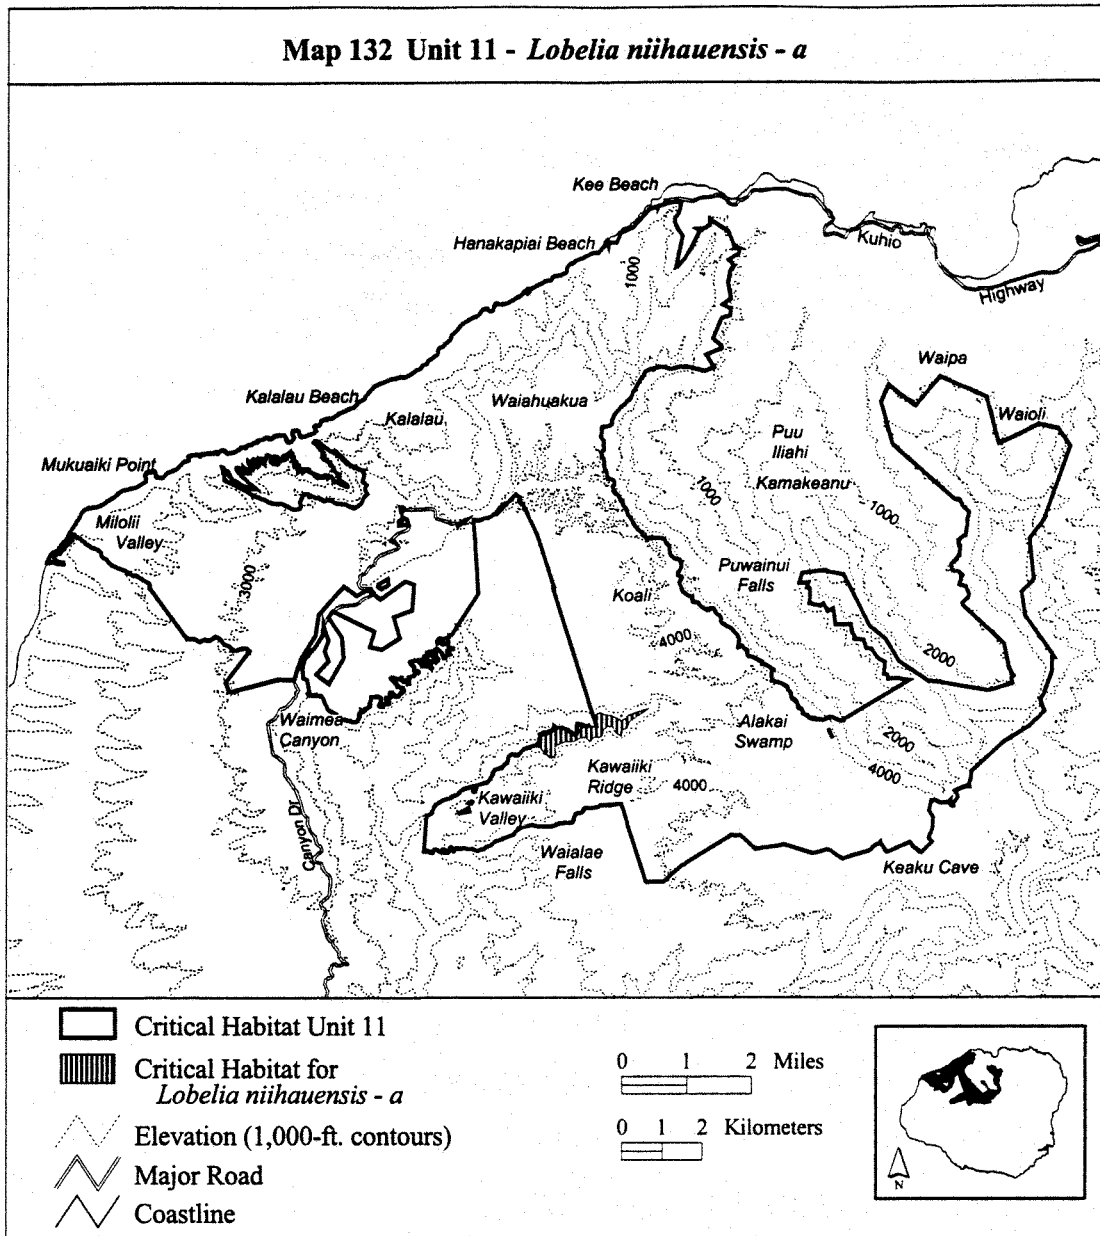 Map 132 Unit 11 - Lobelia niihauensis - a
Kee Beach
Hanakapiai Beach
Kuhio
Highway
1000
Waipa
Kalalau Beach
Kalalau
Waiahuakua
Waioli
Puu
Iliahi
Mukuaiki Point
Kamakeanu
1000
1000
Milolii
Valley
3000
Puwainui
Falls
Koali
4000
2000
Waimea
Canyon
Alakai
Swamp
2000
4000
Kawaiiki
Ridge
4000
Kawaiiki
Valley
Canyon Dr
Waialae
Falls
Keaku Cave
Critical Habitat Unit 11
Critical Habitat for
Lobelia niihauensis - a
Elevation (1,000-ft. contours)
Major Road
Coastline
0 1 2 Miles
0 1 2 Kilometers
N